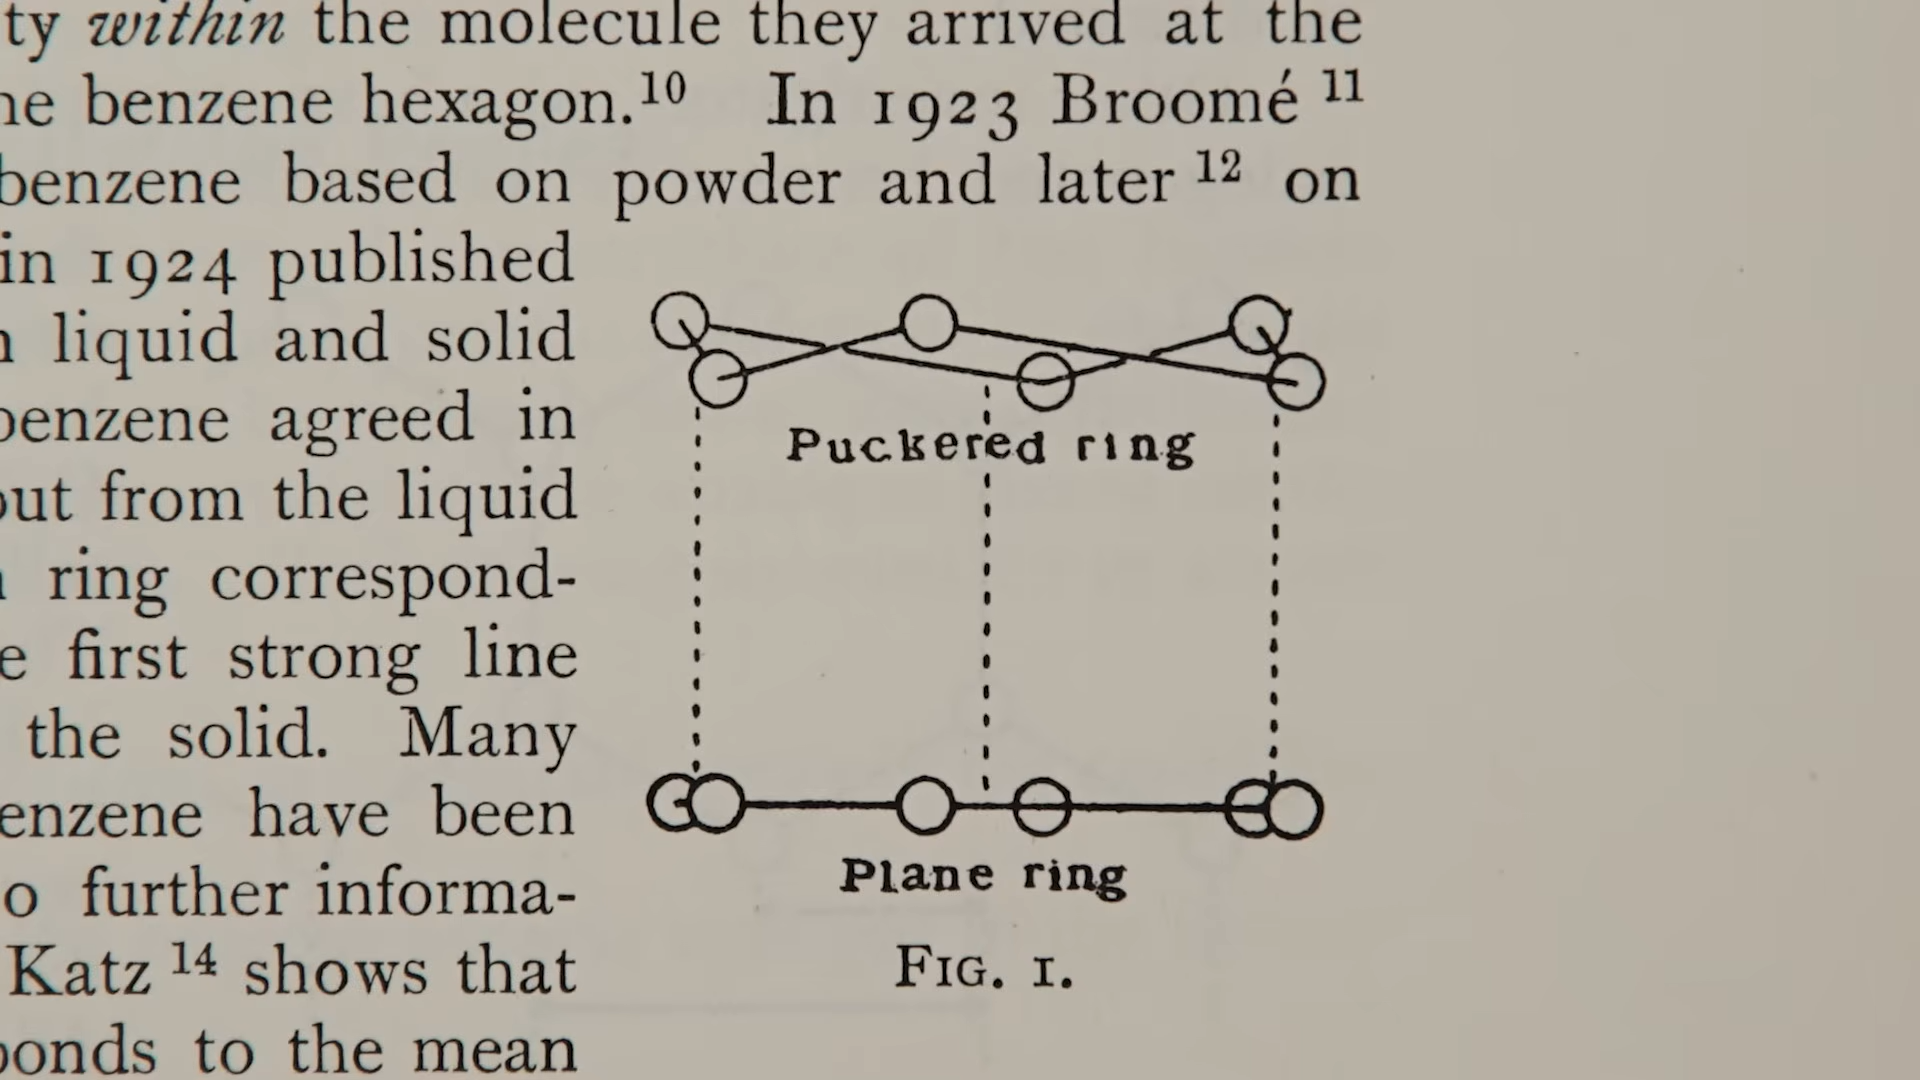 ty within the molecule they arrived at the
he benzene hexagon.10 In 1923 Broomé 11
benzene based on powder and later 12 on
in 1924 published
n liquid and solid
benzene agreed in
out from the liquid
ring correspond-
e first strong line
the solid. Many
enzene have been
o further informa-
Katz 14 shows that
ponds to the mean
Puckered ring
Plane ring
FIG. 1.